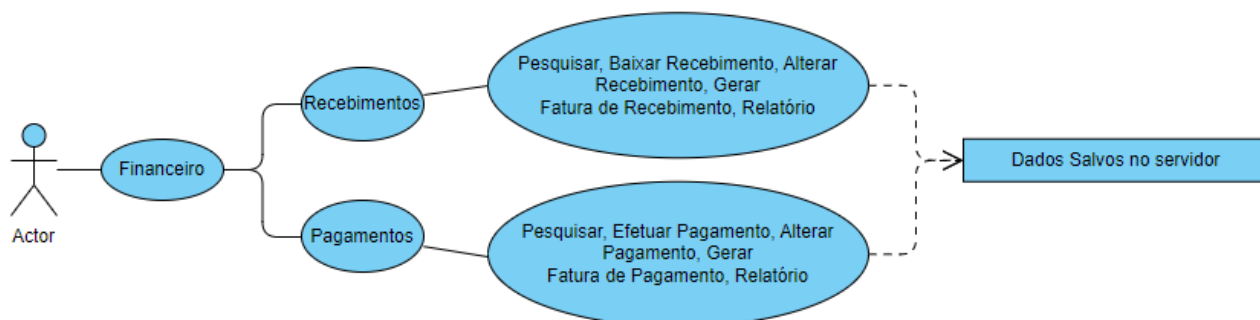 Actor
Financeiro
Recebimentos
Pesquisar, Baixar Recebimento, Alterar
Recebimento, Gerar
Fatura de Recebimento, Relatório
Pagamentos
Pesquisar, Efetuar Pagamento, Alterar
Pagamento, Gerar
Fatura de Pagamento, Relatório
Dados Salvos no servidor